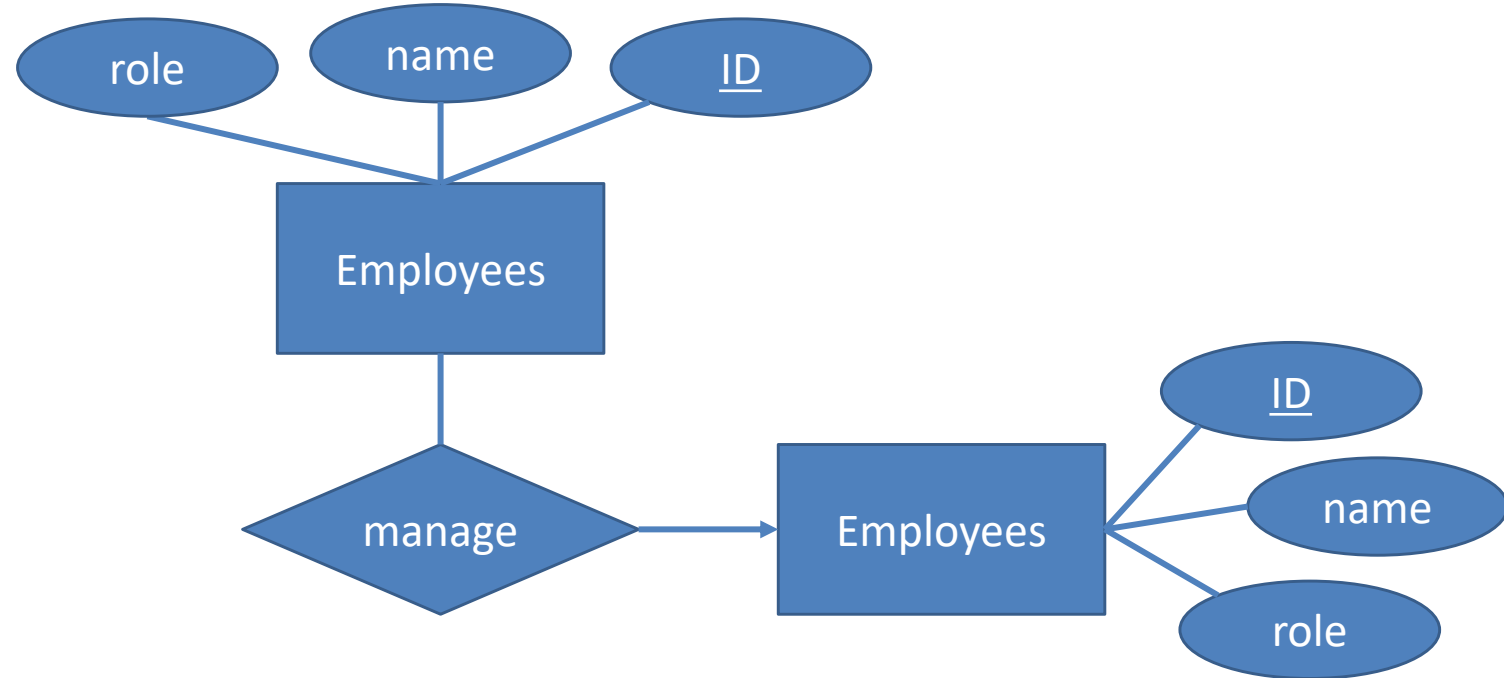 role
name
ID
Employees
ID
manage
Employees
name
role